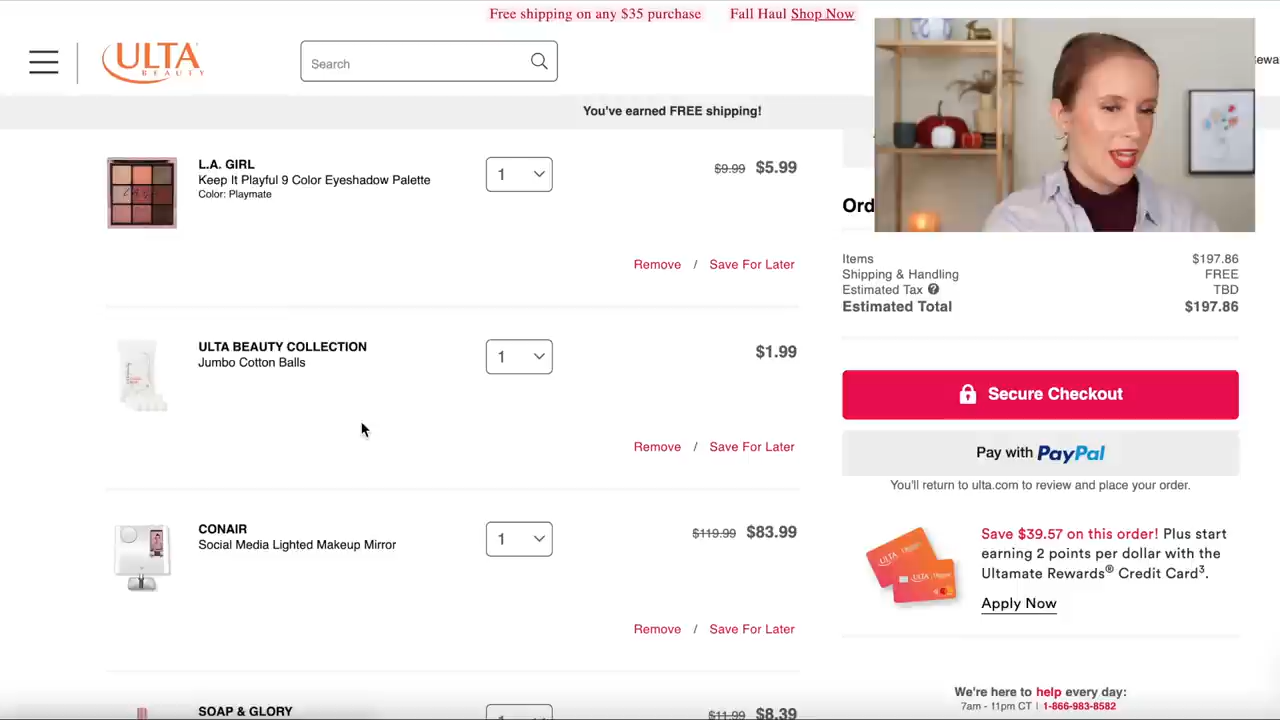 Free shipping on any $35 purchase Fall Haul Shop Now
ULTA
BEAUTY
Search
ewa
You've earned FREE shipping!
L.A. GIRL
Keep It Playful 9 Color Eyeshadow Palette
Color: Playmate
1
$9.99 $5.99
Remove / Save For Later
ULTA BEAUTY COLLECTION
Jumbo Cotton Balls
1
$1.99
Remove / Save For Later
CONAIR
Social Media Lighted Makeup Mirror
1
$119.99 $83.99
Remove / Save For Later
SOAP & GLORY
$11.99 $8.39
Ord
Items $197.86
Shipping & Handling FREE
Estimated Tax ? TBD
Estimated Total $197.86
Secure Checkout
Pay with PayPal
You'll return to ulta.com to review and place your order.
ULTA
ULTA
Save $39.57 on this order! Plus start
earning 2 points per dollar with the
Ultamate Rewards® Credit Card³.
Apply Now
We're here to help every day:
7am - 11pm CT | 1-866-983-8582